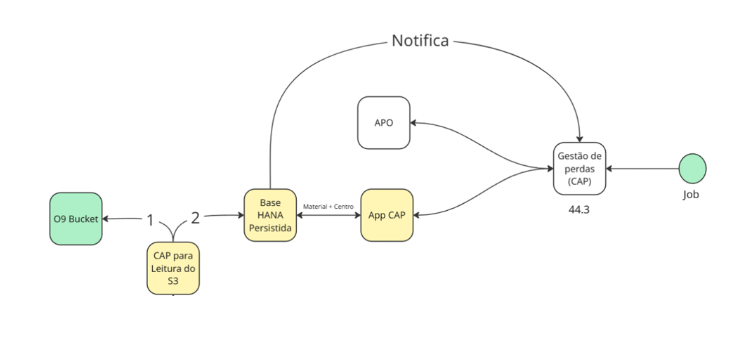 Notifica
APO
Gestão de
perdas
(CAP)
Job
44.3
O9 Bucket
1
2
Base
HANA
Persistida
Material + Centro
App CAP
CAP para
Leitura do
S3